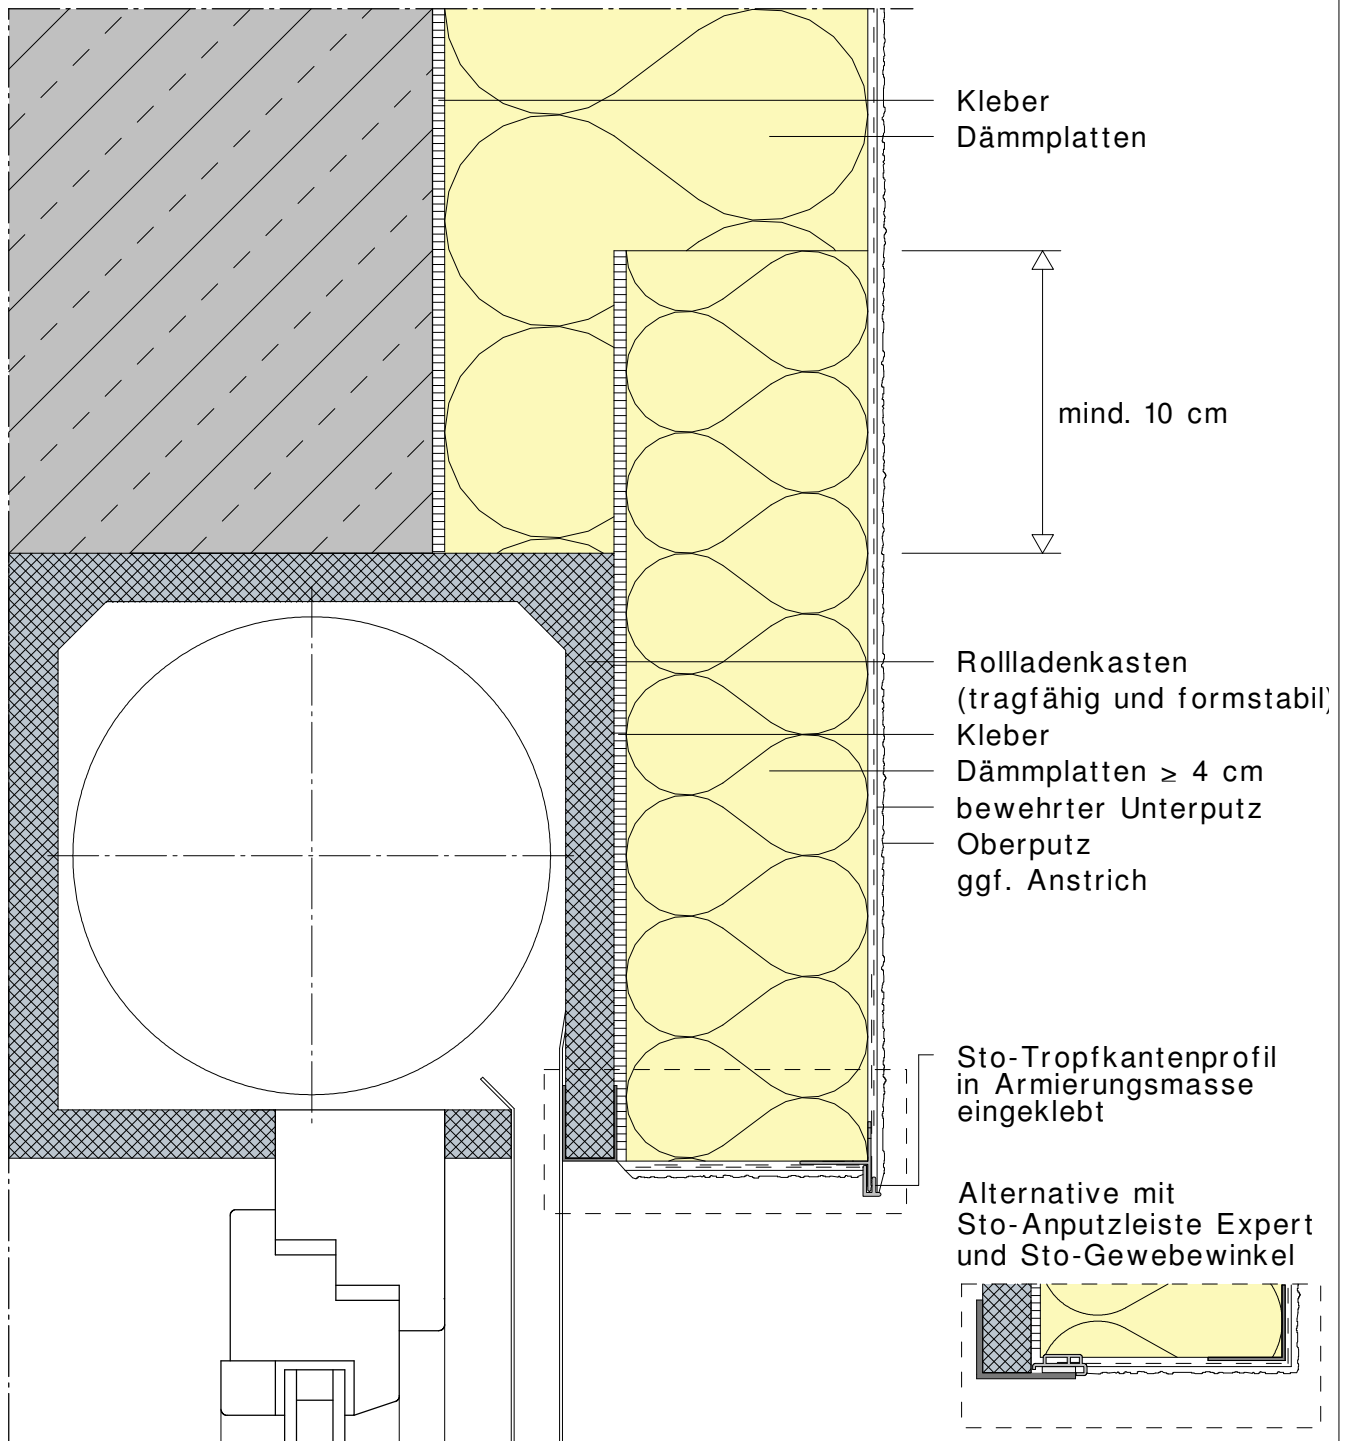 Kleber
Dämmplatten
mind. 10 cm
Rollladenkasten
(tragfähig und formstabil)
Kleber
Dämmplatten ≥ 4 cm
bewehrter Unterputz
Oberputz
ggf. Anstrich
Sto-Tropfkantenprofil
in Armierungsmasse
eingeklebt
Alternative mit
Sto-Anputzleiste Expert
und Sto-Gewebewinkel